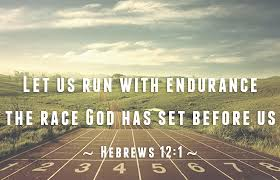 Let us run with endurance
the race God has set before us
~ Hebrews 12:1 ~
1 2 3 4 5 6 7 8